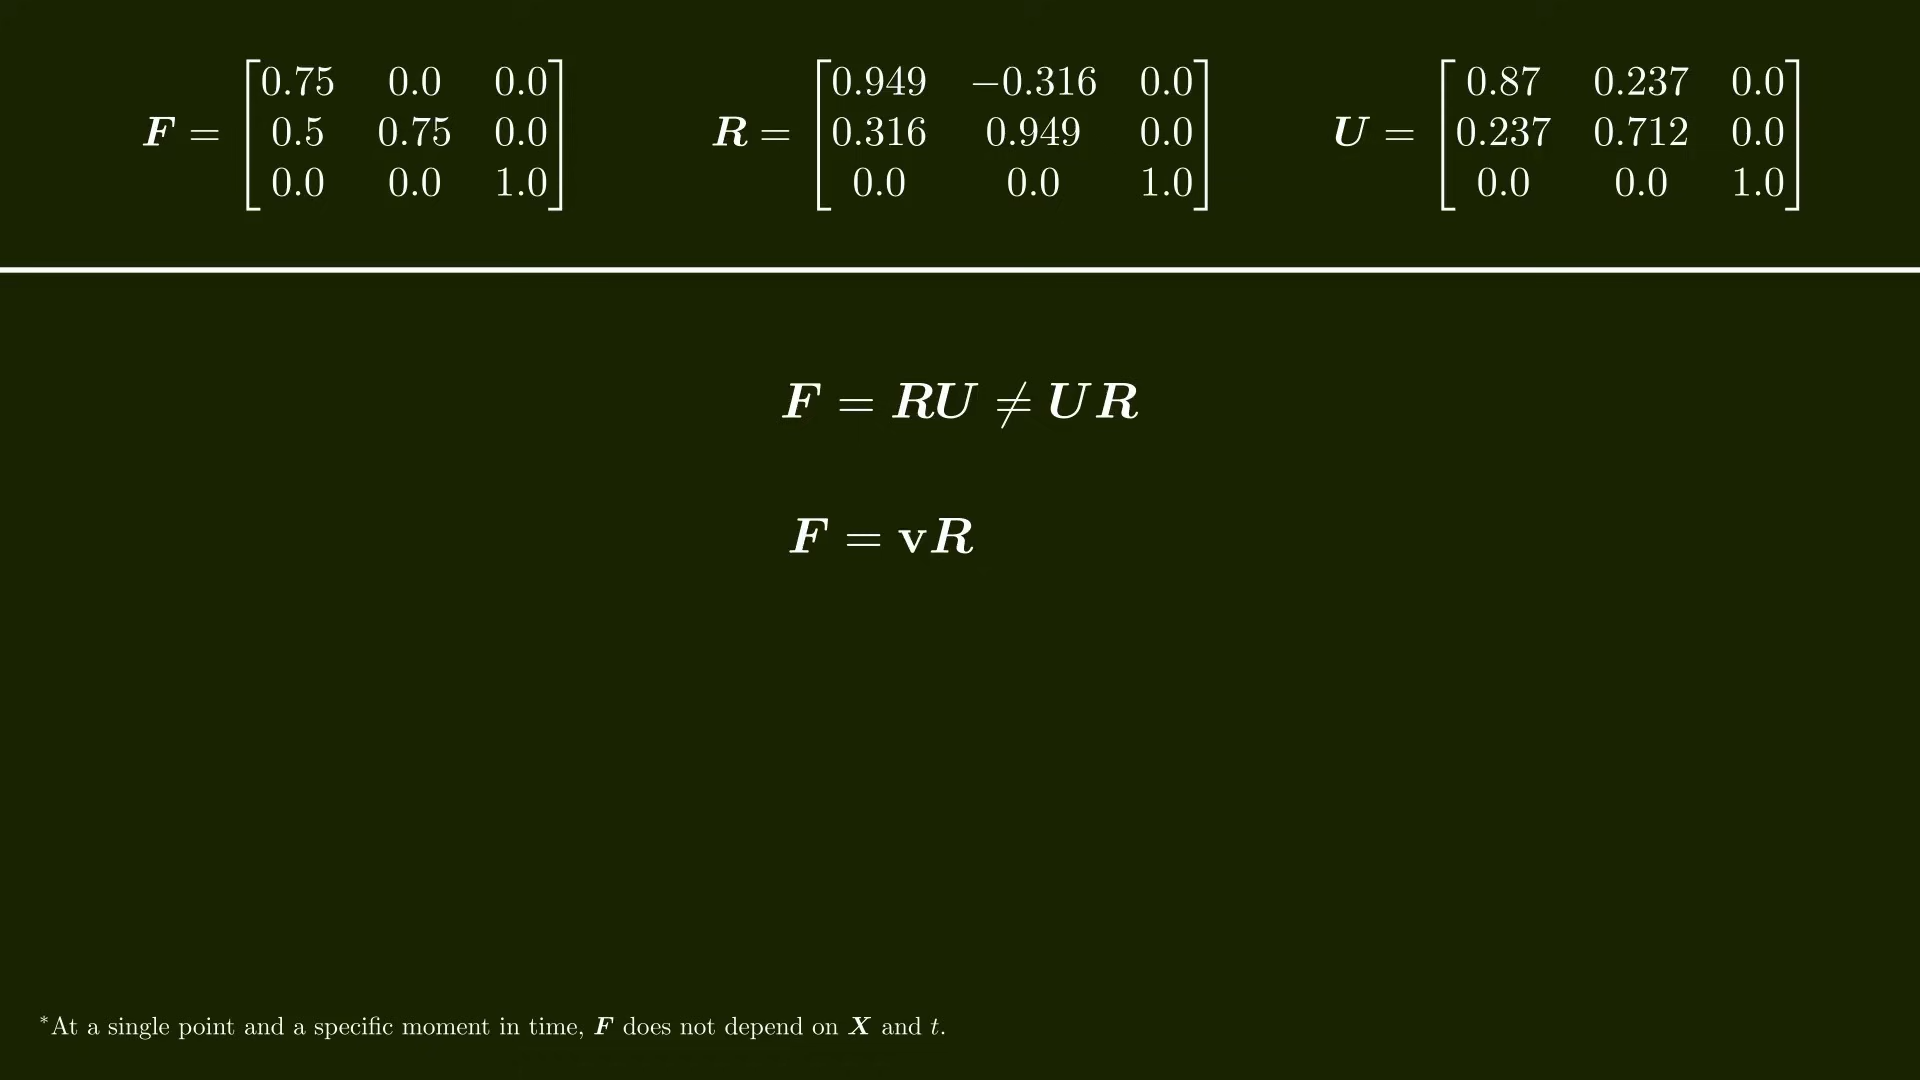 F = [0.75 0.0 0.0
0.5 0.75 0.0
0.0 0.0 1.0]
R = [0.949 −0.316 0.0
0.316 0.949 0.0
0.0 0.0 1.0]
U = [0.87 0.237 0.0
0.237 0.712 0.0
0.0 0.0 1.0]
F = RU ≠ UR
F = vR
*At a single point and a specific moment in time, F does not depend on X and t.